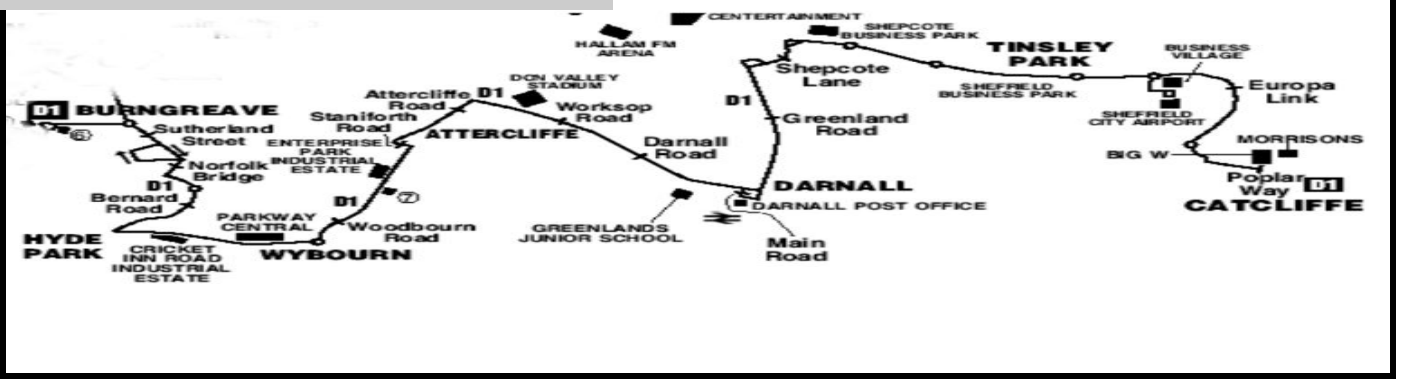 CENTERTAINMENT
HALLAM FM
ARENA
SHEPCOTE
BUSINESS PARK
TINSLEY
PARK
BUSINESS
VILLAGE
Shepcote
Lane
DON VALLEY
STADIUM
Attercliffe
Road
D1
D1
SHEFFIELD
BUSINESS PARK
Europa
Link
D1 BURNGREAVE
6
Sutherland
Street
Staniforth
Road
ATTERCLIFFE
Worksop
Road
Greenland
Road
SHEFFIELD
CITY AIRPORT
ENTERPRISE
PARK
INDUSTRIAL
ESTATE
Darnall
Road
MORRISONS
BIG W
Norfolk
Bridge
D1
Bernard
Road
D1
7
DARNALL
DARNALL POST OFFICE
Poplar
Way
D1
CATCLIFFE
PARKWAY
CENTRAL
Woodbourn
Road
GREENLANDS
JUNIOR SCHOOL
Main
Road
HYDE
PARK
CRICKET
INN ROAD
INDUSTRIAL
ESTATE
WYBOURN